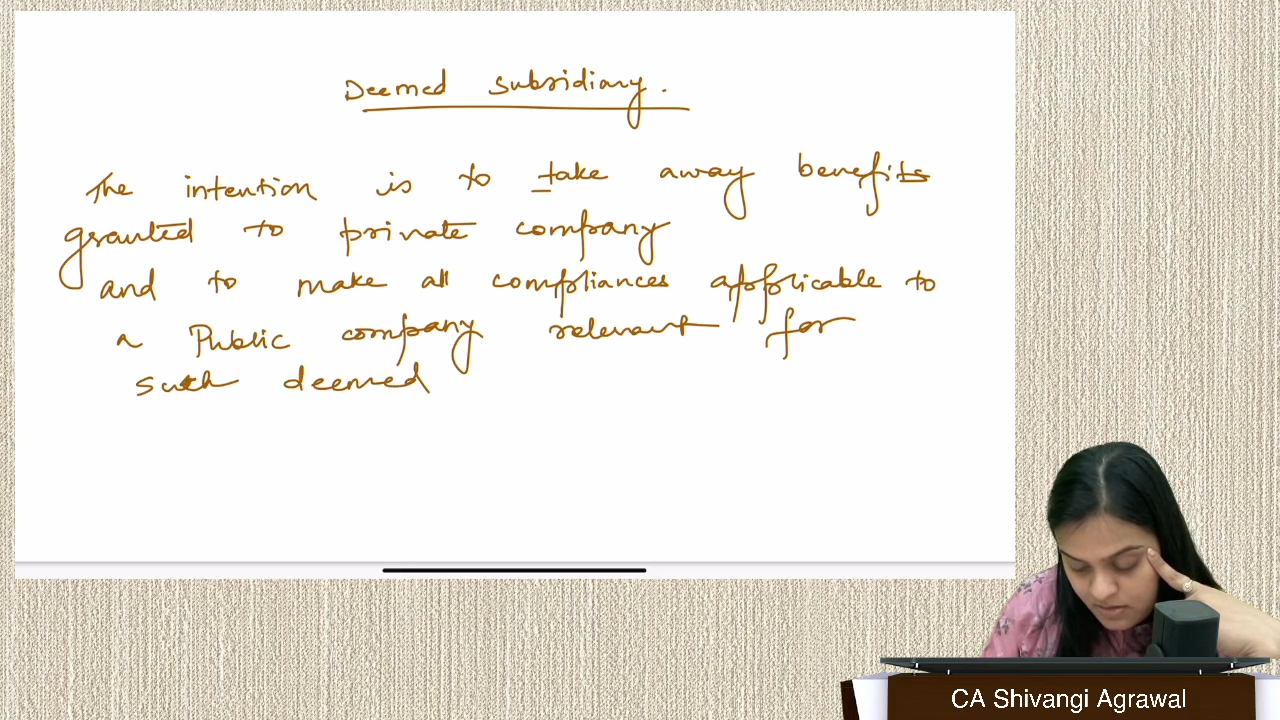 Deemed subsidiary.
The intention is to take away benefits
granted to private company
and to make all compliances applicable to
a Public company relevant for
such deemed
CA Shivangi Agrawal